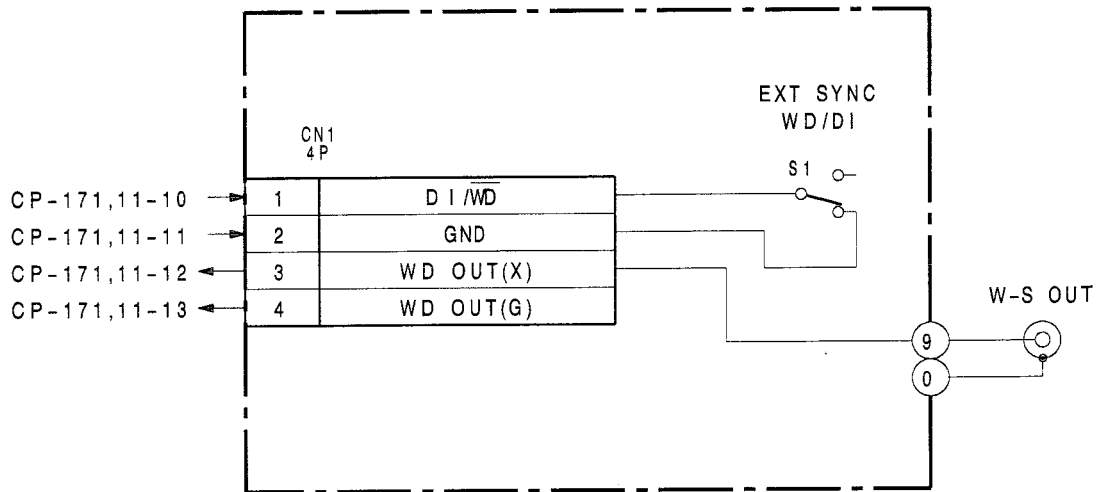 EXT SYNC
WD/DI
CN1
4P
S1
CP-171,11-10 1 DI/WD
CP-171,11-11 2 GND
CP-171,11-12 3 WD OUT(X)
CP-171,11-13 4 WD OUT(G)
W-S OUT
9
0